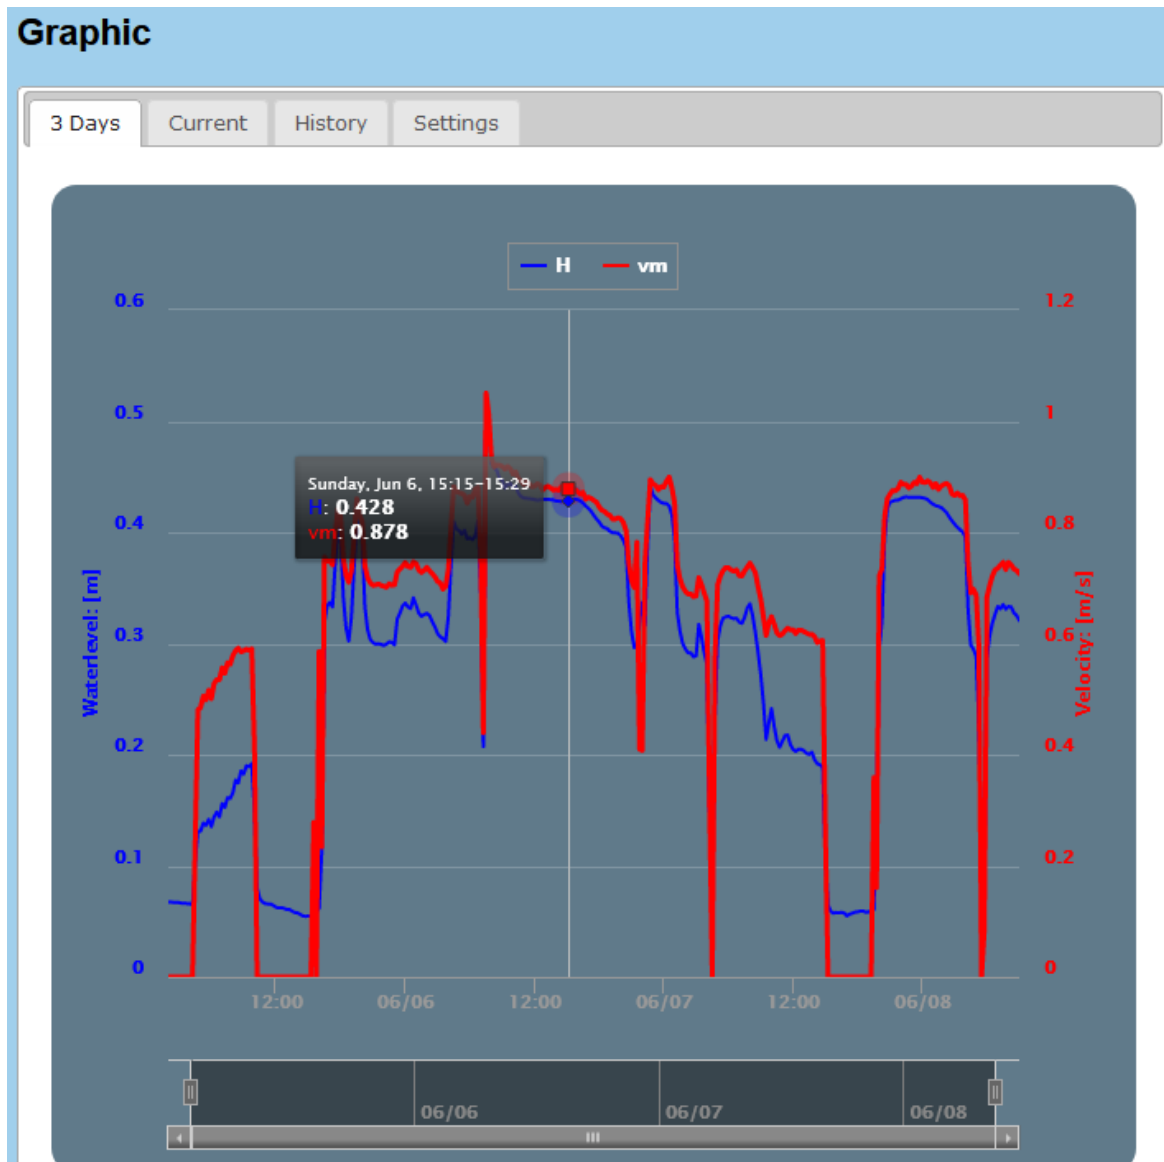 Graphic
3 Days Current History Settings
H vm
0.6
0.5
0.4
0.3
0.2
0.1
0
Waterlevel: [m]
Sunday, Jun 6, 15:15-15:29
H: 0.428
vm: 0.878
1.2
1
0.8
0.6
0.4
0.2
0
Velocity: [m/s]
12:00 06/06 12:00 06/07 12:00 06/08
06/06 06/07 06/08